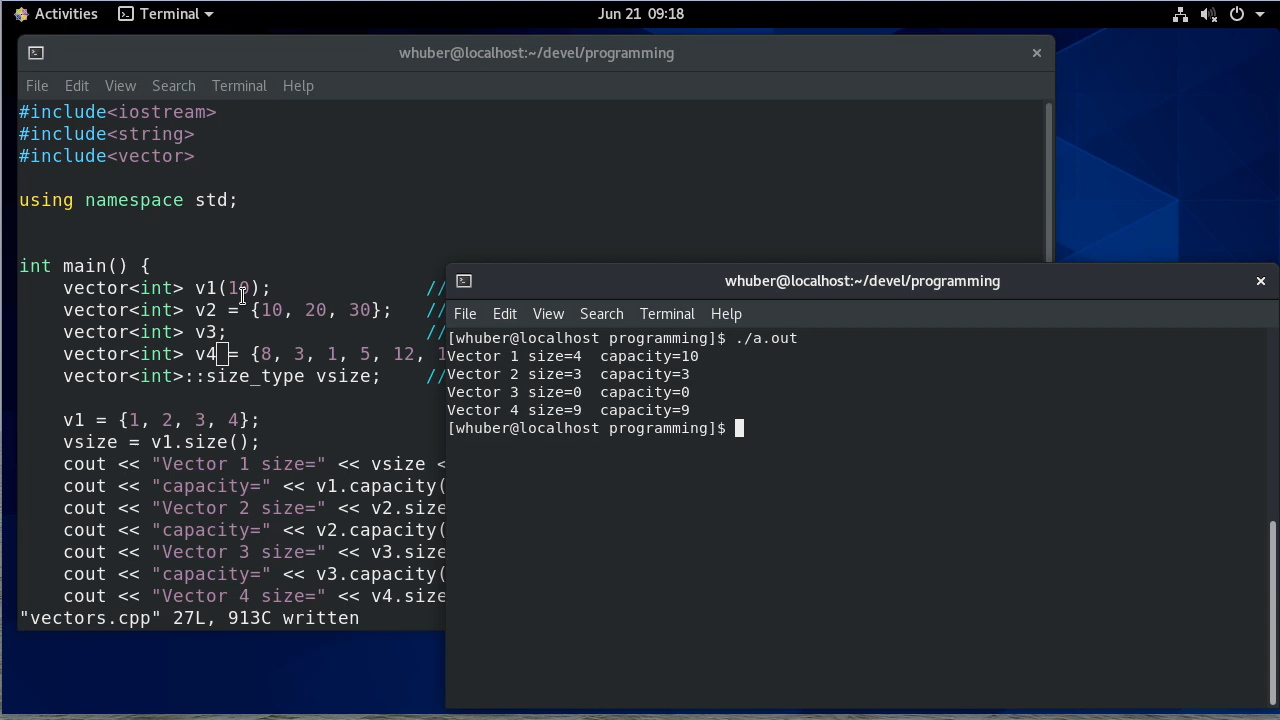 Activities Terminal Jun 21 09:18
whuber@localhost:~/devel/programming
File Edit View Search Terminal Help
#include<iostream>
#include<string>
#include<vector>
using namespace std;
int main() {
vector<int> v1(10); //
vector<int> v2 = {10, 20, 30}; //
vector<int> v3; //
vector<int> v4 = {8, 3, 1, 5, 12, 1
vector<int>::size_type vsize; //
v1 = {1, 2, 3, 4};
vsize = v1.size();
cout << "Vector 1 size=" << vsize <
cout << "capacity=" << v1.capacity(
cout << "Vector 2 size=" << v2.size
cout << "capacity=" << v2.capacity(
cout << "Vector 3 size=" << v3.size
cout << "capacity=" << v3.capacity(
cout << "Vector 4 size=" << v4.size
"vectors.cpp" 27L, 913C written
whuber@localhost:~/devel/programming
File Edit View Search Terminal Help
[whuber@localhost programming]$ ./a.out
Vector 1 size=4 capacity=10
Vector 2 size=3 capacity=3
Vector 3 size=0 capacity=0
Vector 4 size=9 capacity=9
[whuber@localhost programming]$